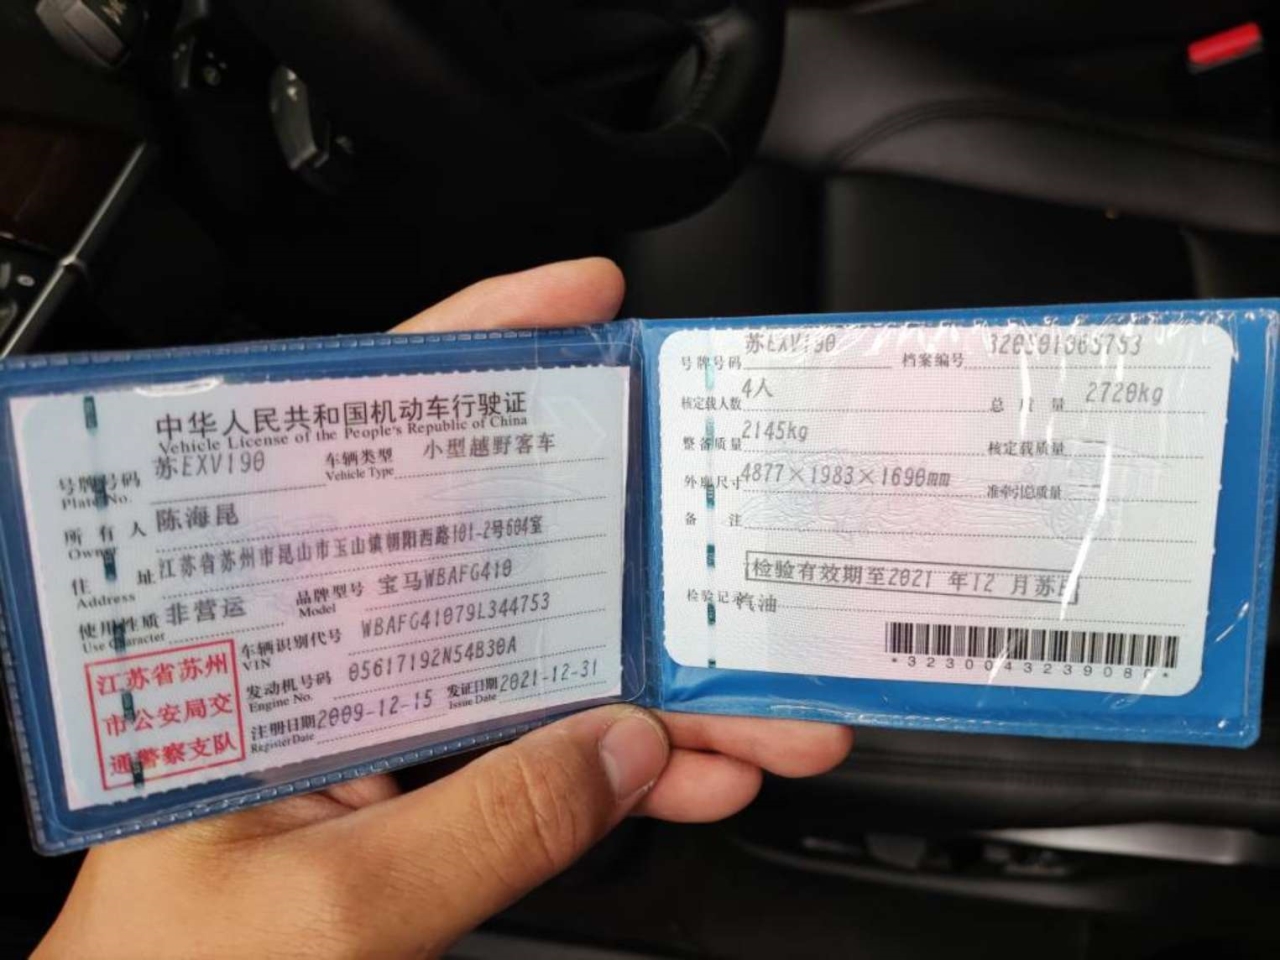 中华人民共和国机动车行驶证
Vehicle License of the People's Republic of China
号牌号码 苏EXV190 车辆类型 小型越野客车
Plate No. Vehicle Type
所有人 陈海昆
Owner
住址 江苏省苏州市昆山市玉山镇朝阳西路101-2号604室
Address
使用性质 非营运 品牌型号 宝马WBAFG410
Use Character Model
车辆识别代号 WBAFG41079L344753
VIN
发动机号码 05617192N54B30A
Engine No.
注册日期 2009-12-15 发证日期 2021-12-31
Register Date Issue Date
江苏省苏州
市公安局交
通警察支队
号牌号码 苏EXV190 档案编号
核定载人数 4人 总质量 2720kg
整备质量 2145kg 核定载质量
外廓尺寸 4877×1983×1690mm 准牵引总质量
备注
检验有效期至2021 年12 月苏E
检验记录 汽油
*3230043239080*